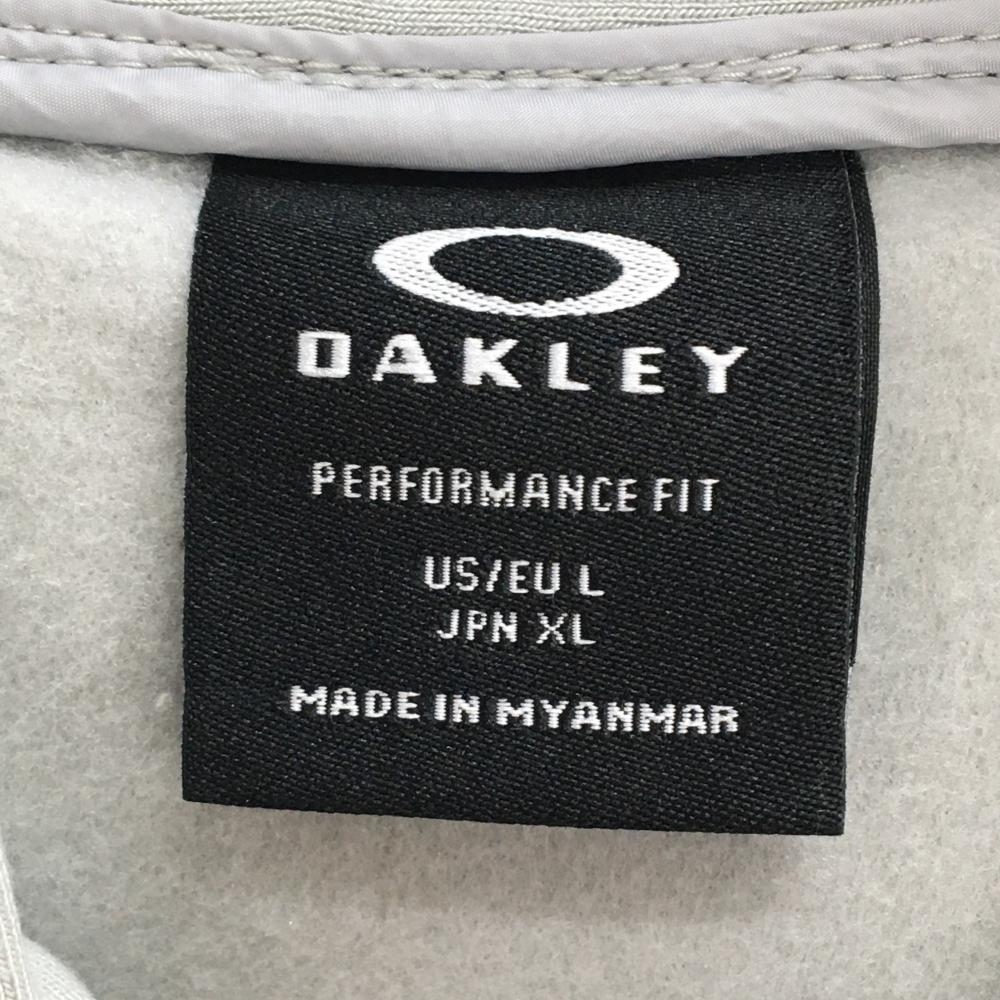 OAKLEY
PERFORMANCE FIT
US/EU L
JPN XL
MADE IN MYANMAR